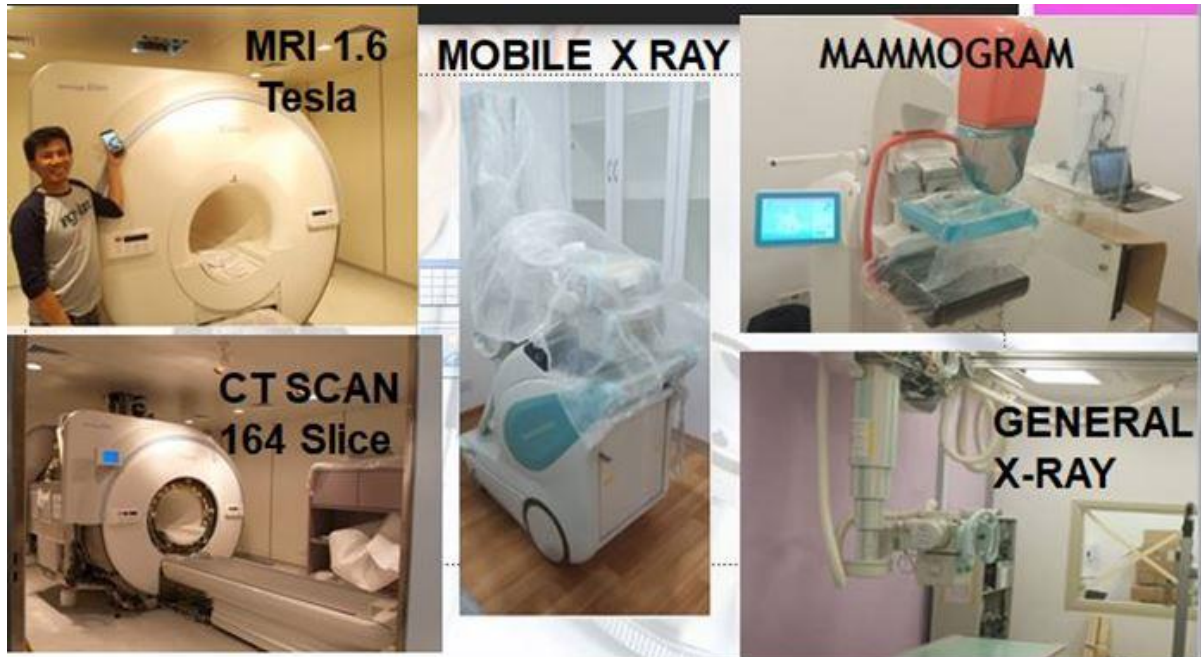 MRI 1.6
Tesla
MOBILE X RAY
MAMMOGRAM
CT SCAN
164 Slice
GENERAL
X-RAY